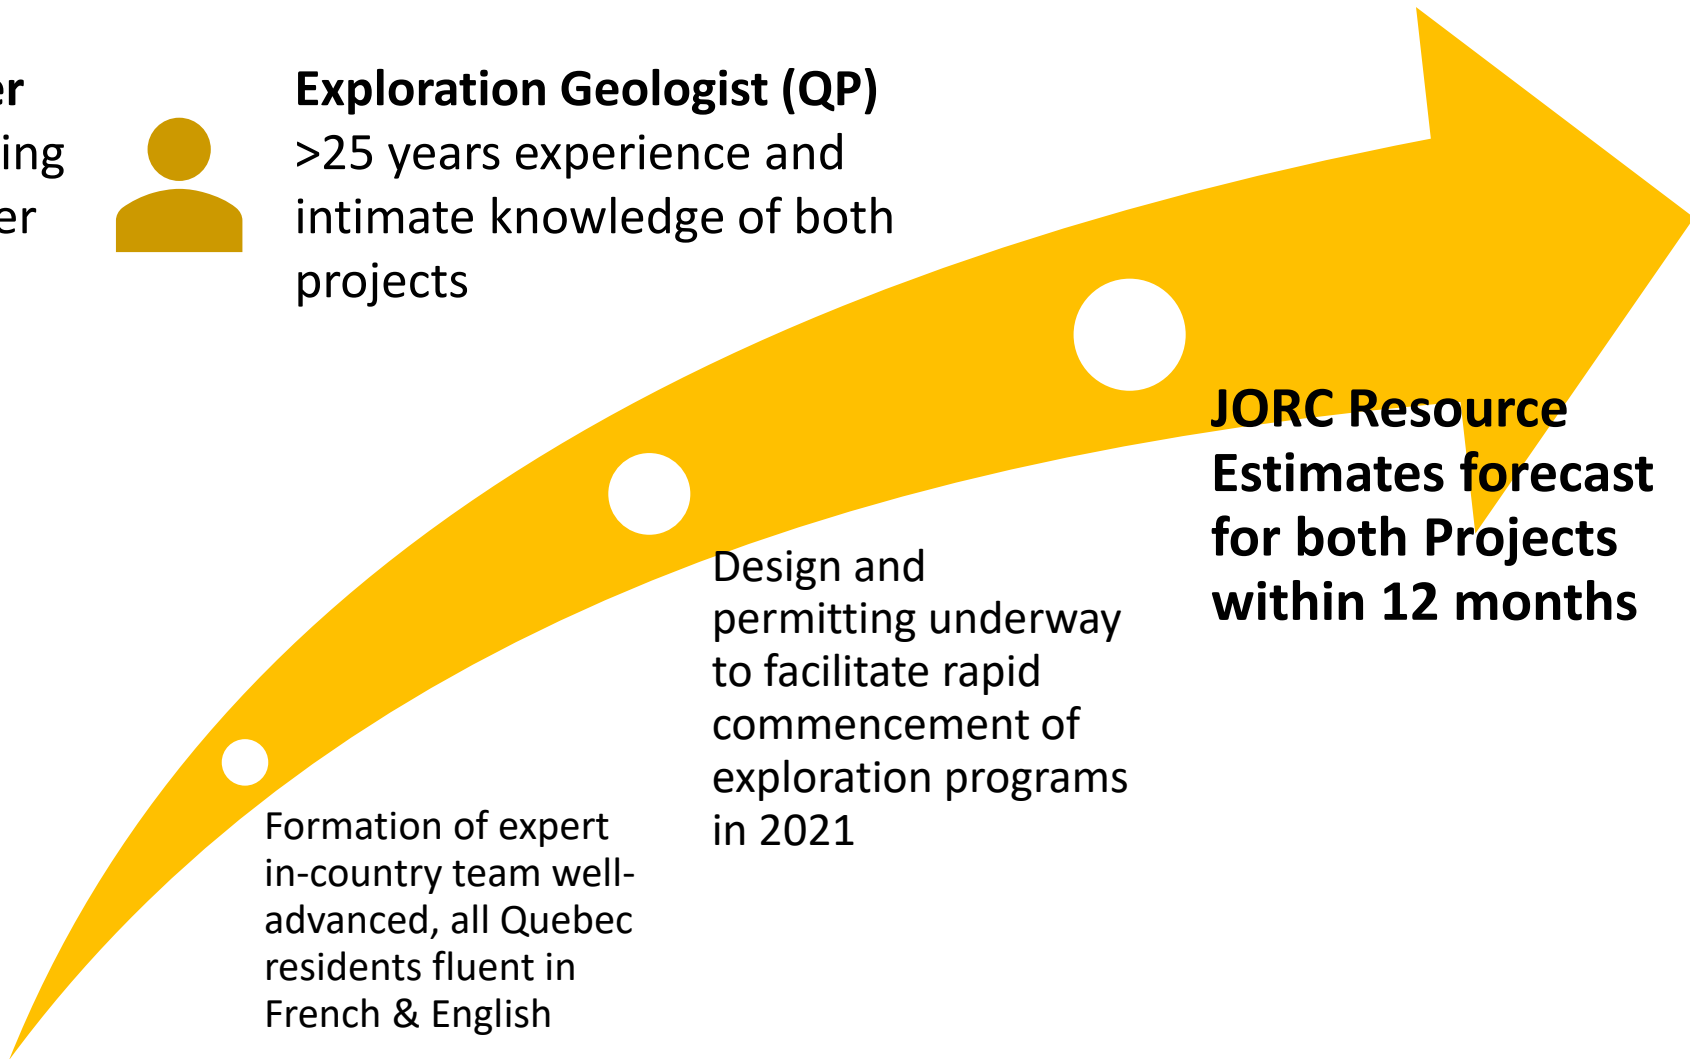 Exploration Geologist (QP)
>25 years experience and
intimate knowledge of both
projects
JORC Resource
Estimates forecast
for both Projects
within 12 months
Design and
permitting underway
to facilitate rapid
commencement of
exploration programs
in 2021
Formation of expert
in-country team well-
advanced, all Quebec
residents fluent in
French & English